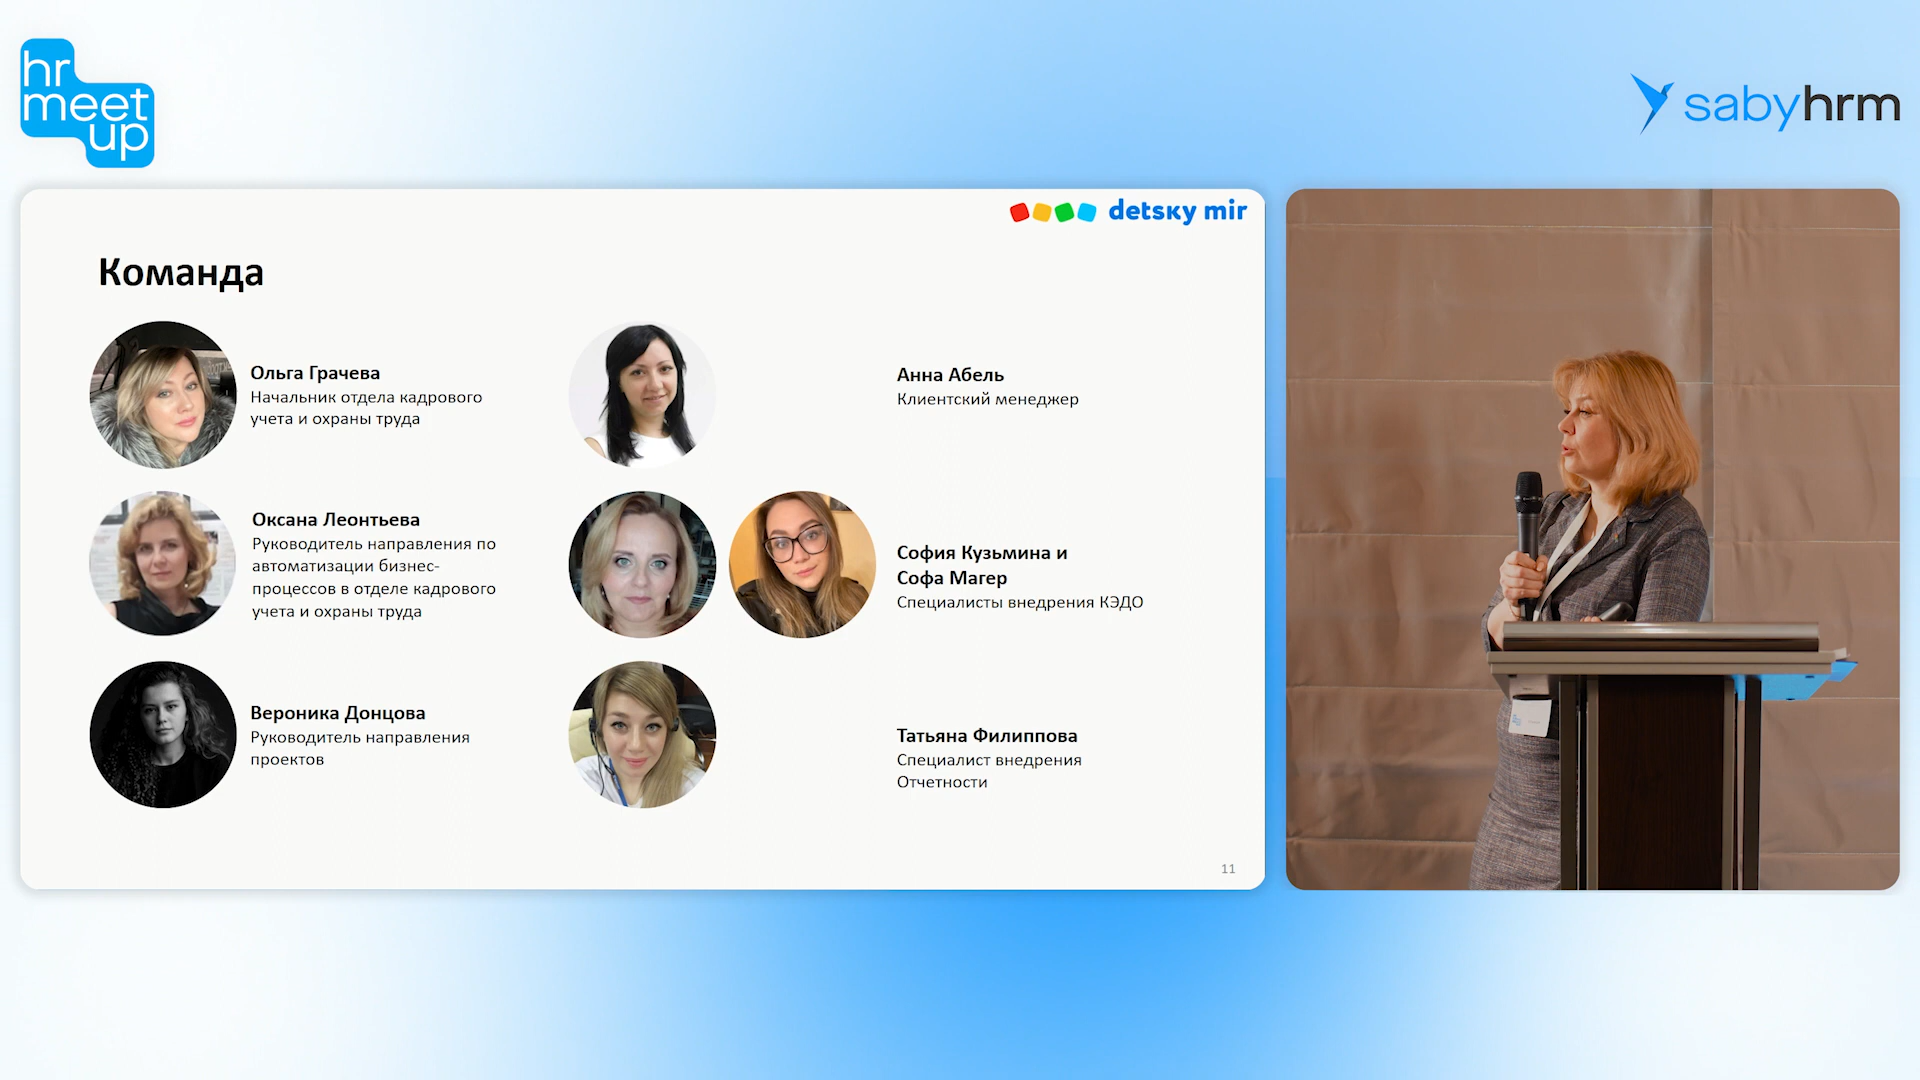 hr
meet
up
sabyhrm
detsky mir
Команда
Ольга Грачева
Начальник отдела кадрового
учета и охраны труда
Оксана Леонтьева
Руководитель направления по
автоматизации бизнес-
процессов в отделе кадрового
учета и охраны труда
Вероника Донцова
Руководитель направления
проектов
Анна Абель
Клиентский менеджер
София Кузьмина и
Софа Магер
Специалисты внедрения КЭДО
Татьяна Филиппова
Специалист внедрения
Отчетности
11